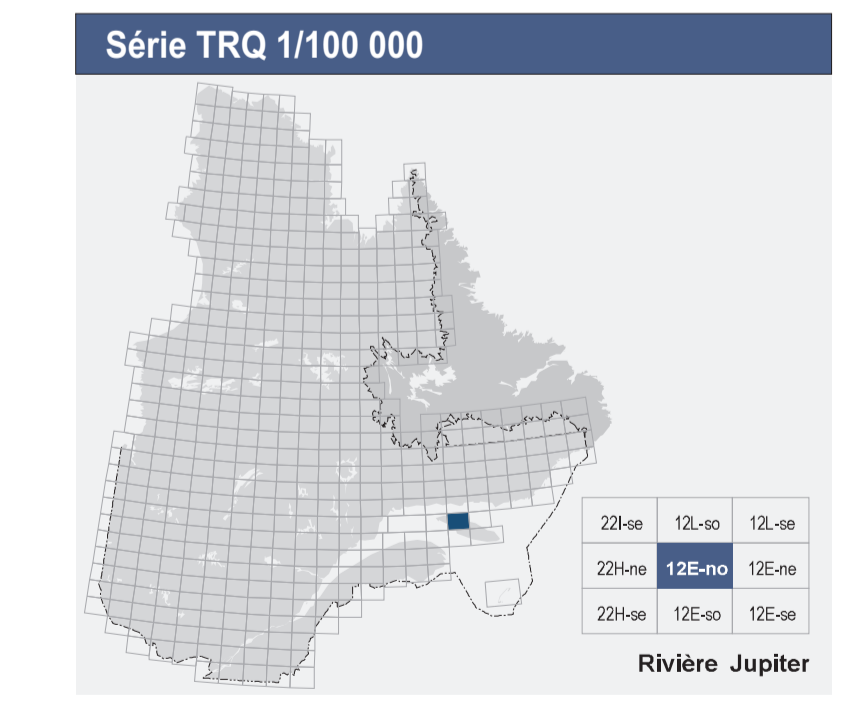 Série TRQ 1/100 000
22I-se 12L-so 12L-se
22H-ne 12E-no 12E-ne
22H-se 12E-so 12E-se
Rivière Jupiter